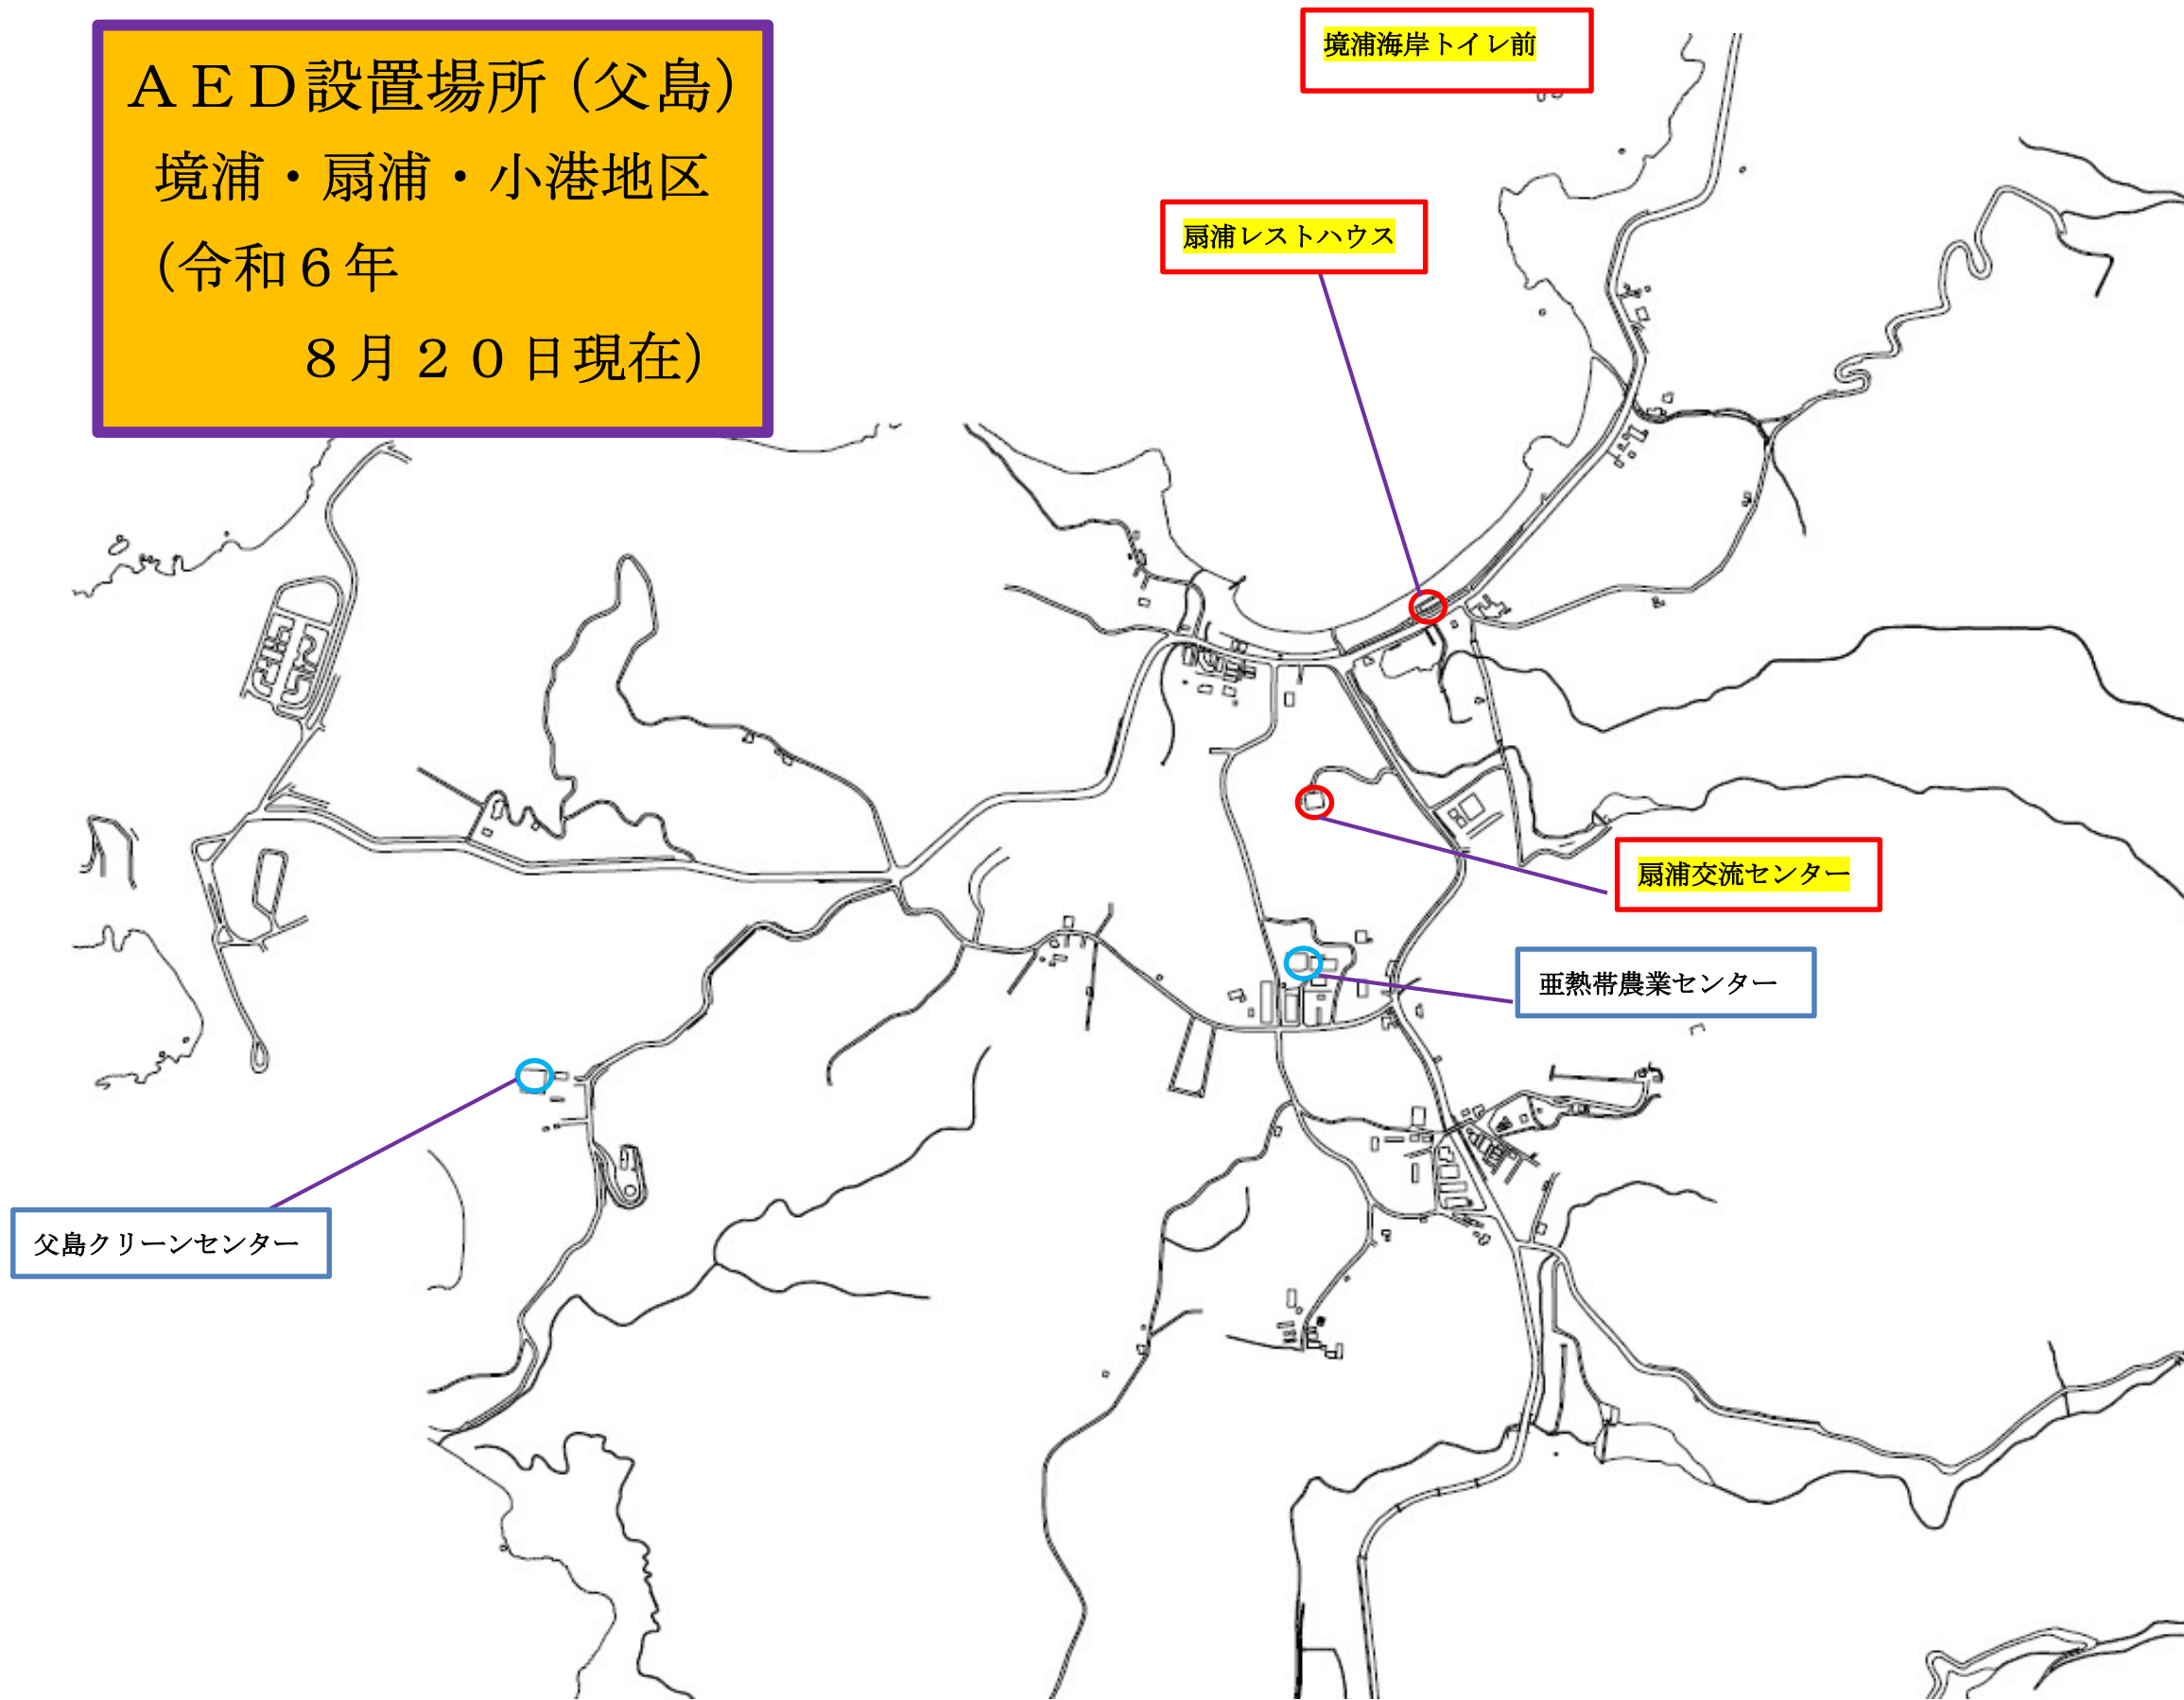 ＡＥＤ設置場所（父島）
境浦・扇浦・小港地区
（令和６年
８月２０日現在）
境浦海岸トイレ前
扇浦レストハウス
扇浦交流センター
亜熱帯農業センター
父島クリーンセンター